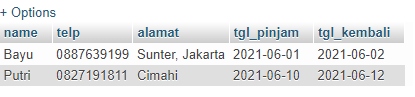 + Options
name telp alamat tgl_pinjam tgl_kembali
Bayu 0887639199 Sunter, Jakarta 2021-06-01 2021-06-02
Putri 0827191811 Cimahi 2021-06-10 2021-06-12